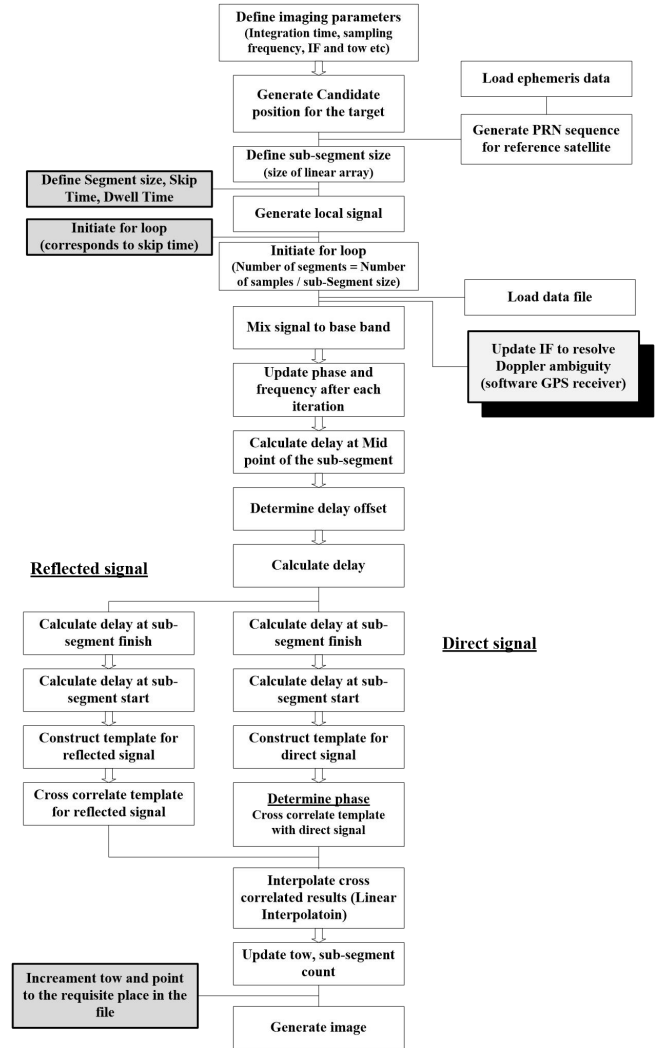 Define imaging parameters
(Integration time, sampling
frequency, IF and tow etc)
Generate Candidate
position for the target
Load ephemeris data
Generate PRN sequence
for reference satellite
Define sub-segment size
(size of linear array)
Define Segment size, Skip
Time, Dwell Time
Generate local signal
Initiate for loop
(corresponds to skip time)
Initiate for loop
(Number of segments = Number
of samples / sub-Segment size)
Load data file
Mix signal to base band
Update IF to resolve
Doppler ambiguity
(software GPS receiver)
Update phase and
frequency after each
iteration
Calculate delay at Mid
point of the sub-segment
Determine delay offset
Calculate delay
Reflected signal
Direct signal
Calculate delay at sub-
segment finish
Calculate delay at sub-
segment start
Construct template for
reflected signal
Cross correlate template
for reflected signal
Calculate delay at sub-
segment finish
Calculate delay at sub-
segment start
Construct template for
direct signal
Determine phase
Cross correlate template
with direct signal
Interpolate cross
correlated results (Linear
Interpolatoin)
Update tow, sub-segment
count
Increament tow and point
to the requisite place in the
file
Generate image